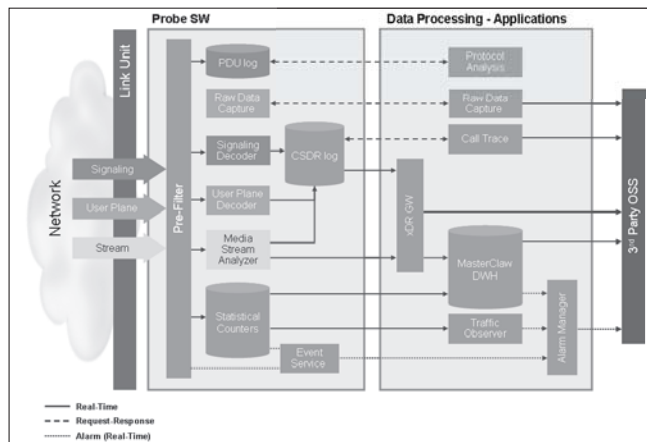 Probe SW
Data Processing - Applications
Link Unit
Network
Signaling
User Plane
Stream
Pre-Filter
PDU log
Raw Data
Capture
Signaling
Decoder
CSDR log
User Plane
Decoder
Media
Stream
Analyzer
Statistical
Counters
Event
Service
Protocol
Analysis
Raw Data
Capture
Call Trace
xDR GW
MasterClaw
DWH
Traffic
Observer
Alarm Manager
3rd Party OSS
Real-Time
Request-Response
Alarm (Real-Time)